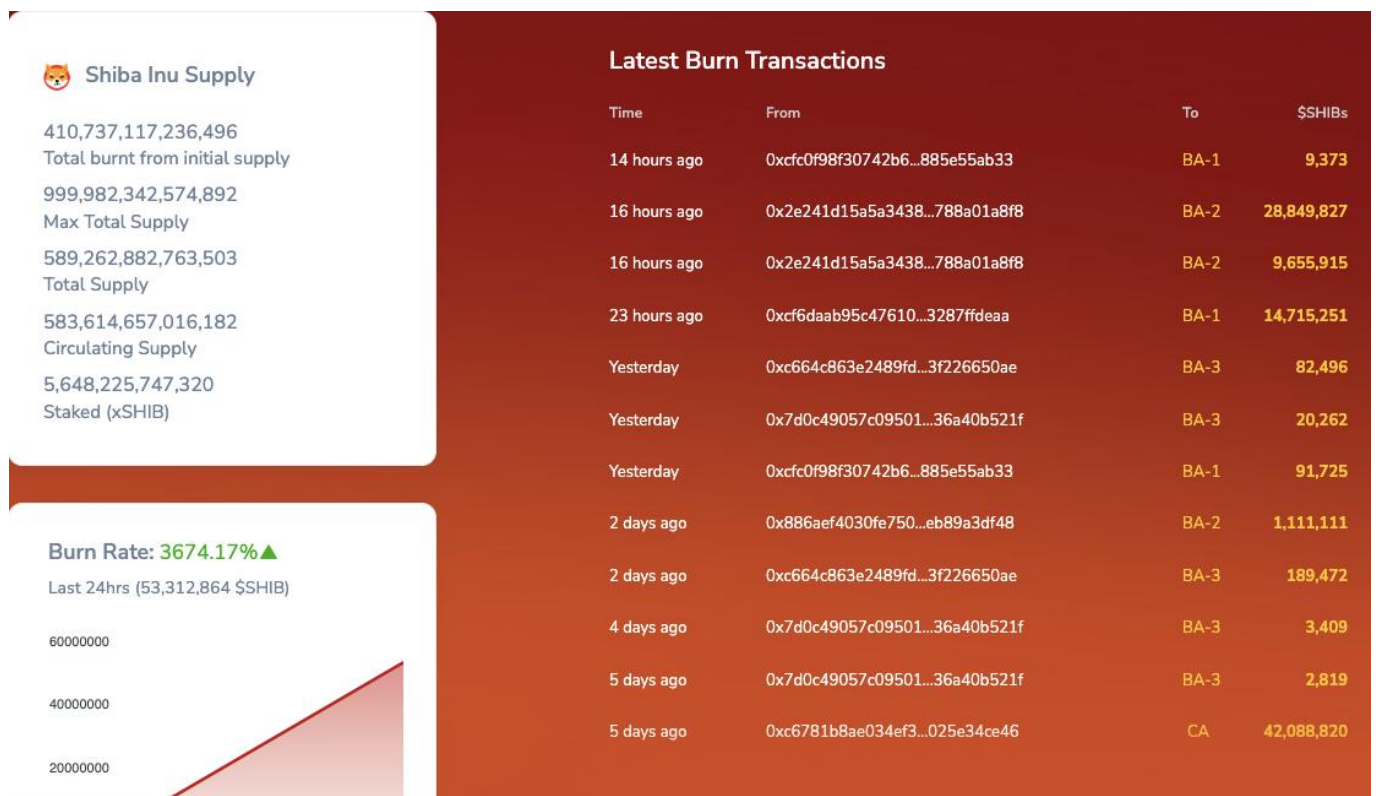 Shiba Inu Supply
410,737,117,236,496
Total burnt from initial supply
999,982,342,574,892
Max Total Supply
589,262,882,763,503
Total Supply
583,614,657,016,182
Circulating Supply
5,648,225,747,320
Staked (xSHIB)
Burn Rate: 3674.17%▲
Last 24hrs (53,312,864 $SHIB)
60000000
40000000
20000000
Latest Burn Transactions
Time From To $SHIBs
14 hours ago 0xcfc0f98f30742b6...885e55ab33 BA-1 9,373
16 hours ago 0x2e241d15a5a3438...788a01a8f8 BA-2 28,849,827
16 hours ago 0x2e241d15a5a3438...788a01a8f8 BA-2 9,655,915
23 hours ago 0xcf6daab95c47610...3287ffdeaa BA-1 14,715,251
Yesterday 0xc664c863e2489fd...3f226650ae BA-3 82,496
Yesterday 0x7d0c49057c09501...36a40b521f BA-3 20,262
Yesterday 0xcfc0f98f30742b6...885e55ab33 BA-1 91,725
2 days ago 0x886aef4030fe750...eb89a3df48 BA-2 1,111,111
2 days ago 0xc664c863e2489fd...3f226650ae BA-3 189,472
4 days ago 0x7d0c49057c09501...36a40b521f BA-3 3,409
5 days ago 0x7d0c49057c09501...36a40b521f BA-3 2,819
5 days ago 0xc6781b8ae034ef3...025e34ce46 CA 42,088,820